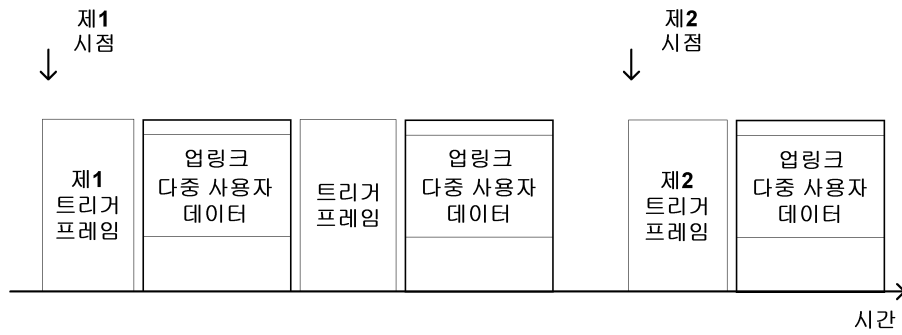 제1
시점
제2
시점
제1
트리거
프레임
업링크
다중 사용자
데이터
트리거
프레임
업링크
다중 사용자
데이터
제2
트리거
프레임
업링크
다중 사용자
데이터
시간